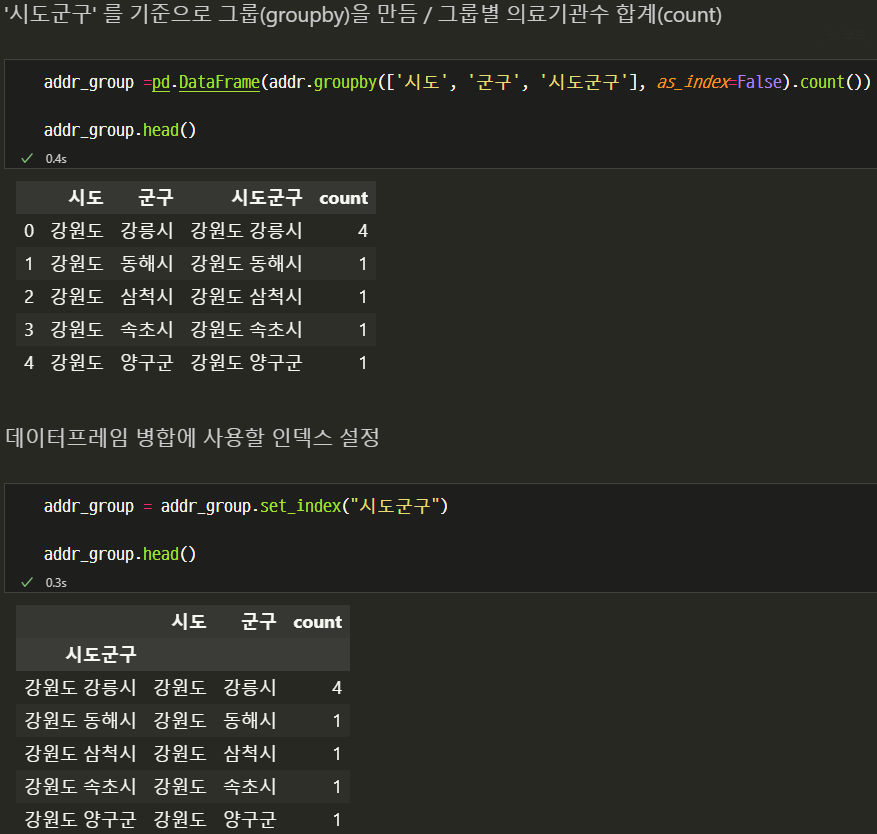 '시도군구' 를 기준으로 그룹(groupby)을 만듬 / 그룹별 의료기관수 합계(count)
addr_group =pd.DataFrame(addr.groupby(['시도', '군구', '시도군구'], as_index=False).count())
addr_group.head()
✓ 0.4s
시도 군구 시도군구 count
0 강원도 강릉시 강원도 강릉시 4
1 강원도 동해시 강원도 동해시 1
2 강원도 삼척시 강원도 삼척시 1
3 강원도 속초시 강원도 속초시 1
4 강원도 양구군 강원도 양구군 1
데이터프레임 병합에 사용할 인덱스 설정
addr_group = addr_group.set_index("시도군구")
addr_group.head()
✓ 0.3s
시도 군구 count
시도군구
강원도 강릉시 강원도 강릉시 4
강원도 동해시 강원도 동해시 1
강원도 삼척시 강원도 삼척시 1
강원도 속초시 강원도 속초시 1
강원도 양구군 강원도 양구군 1